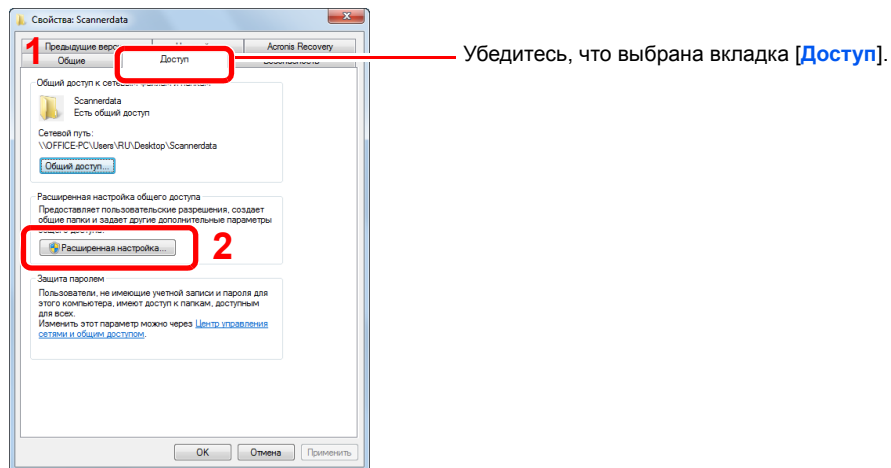 Свойства: Scannerdata
Предыдущие
Acronis Recovery
1
Общие
Доступ
Убедитесь, что выбрана вкладка [Доступ].
Общий доступ к
Scannerdata
Есть общий доступ
Сетевой путь:
\\OFFICE-PC\Users\RU\Desktop\Scannerdata
Общий доступ...
Расширенная настройка общего доступа
Предоставляет пользовательские разрешения, создает
общие папки и задает другие дополнительные параметры
Расширенная настройка...
2
Защита паролем
Пользователи, не имеющие учетной записи и пароля для
этого компьютера, имеют доступ к папкам, доступным
для всех.
Изменить этот параметр можно через Центр управления
сетями и общим доступом.
OK
Отмена
Применить